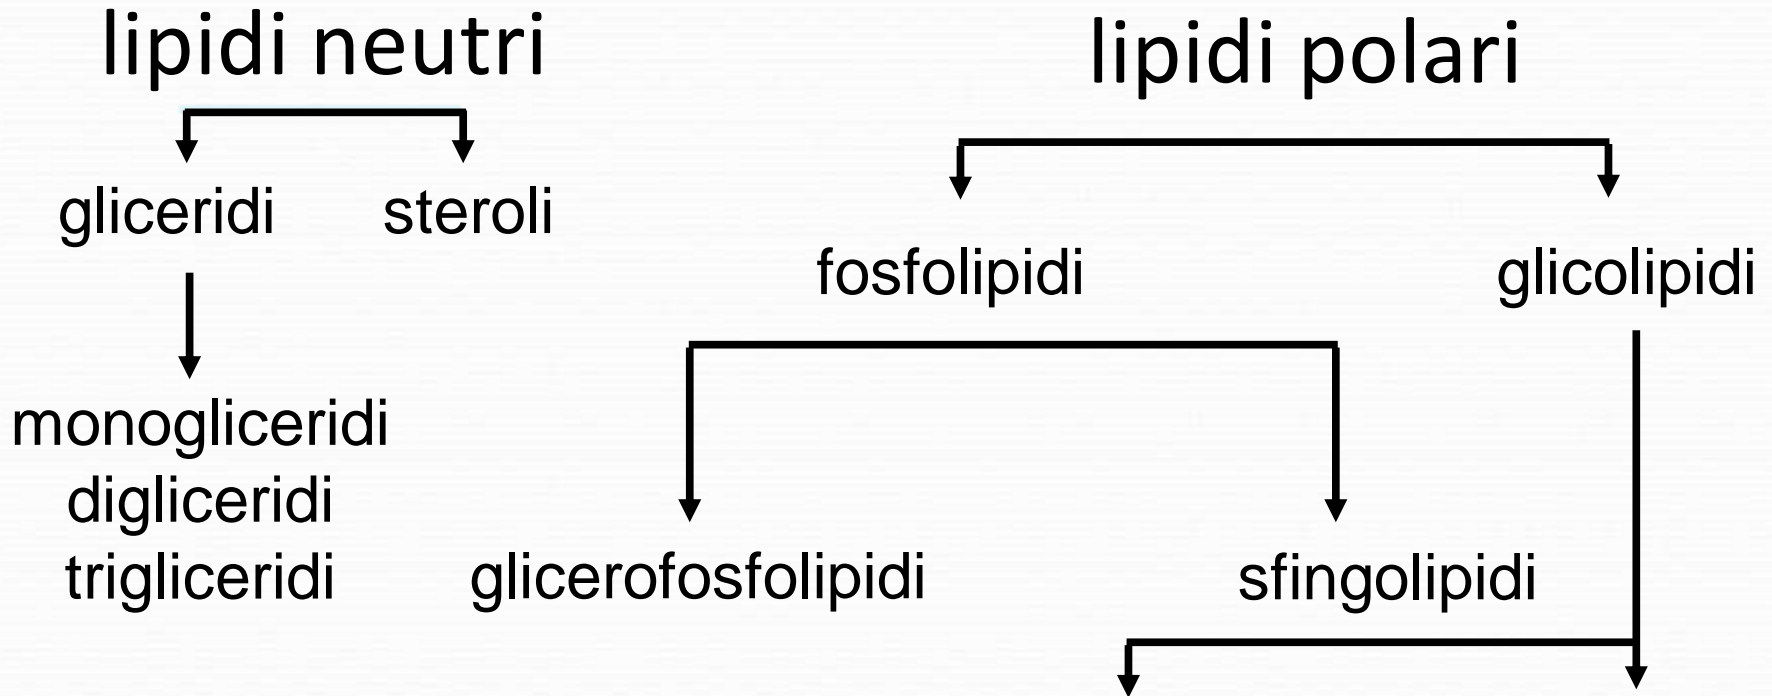 lipidi neutri
lipidi polari
gliceridi
steroli
fosfolipidi
glicolipidi
monogliceridi
digliceridi
trigliceridi
glicerofosfolipidi
sfingolipidi